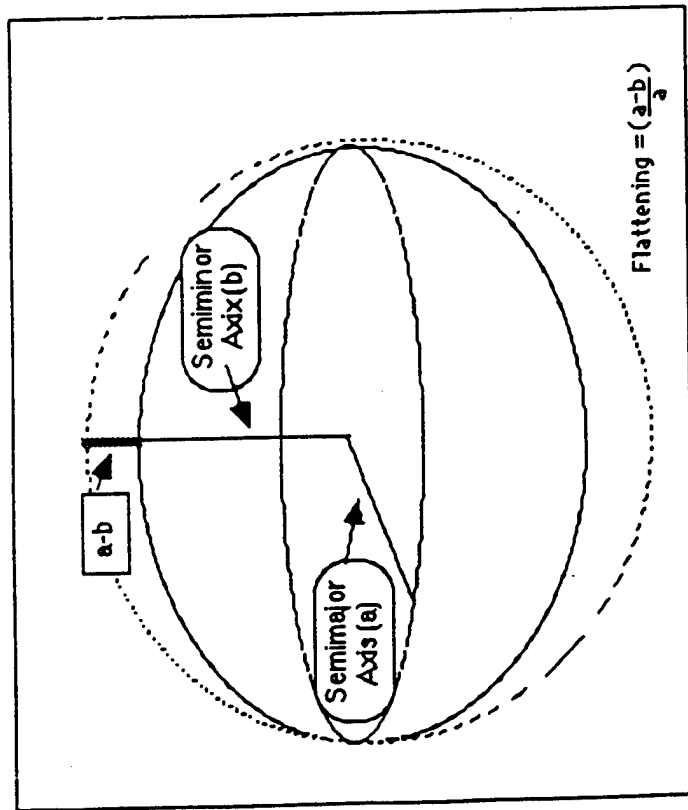 a-b
Semiminor
Axix (b)
Semimajor
Axis (a)
Flattening = (a-b/a)